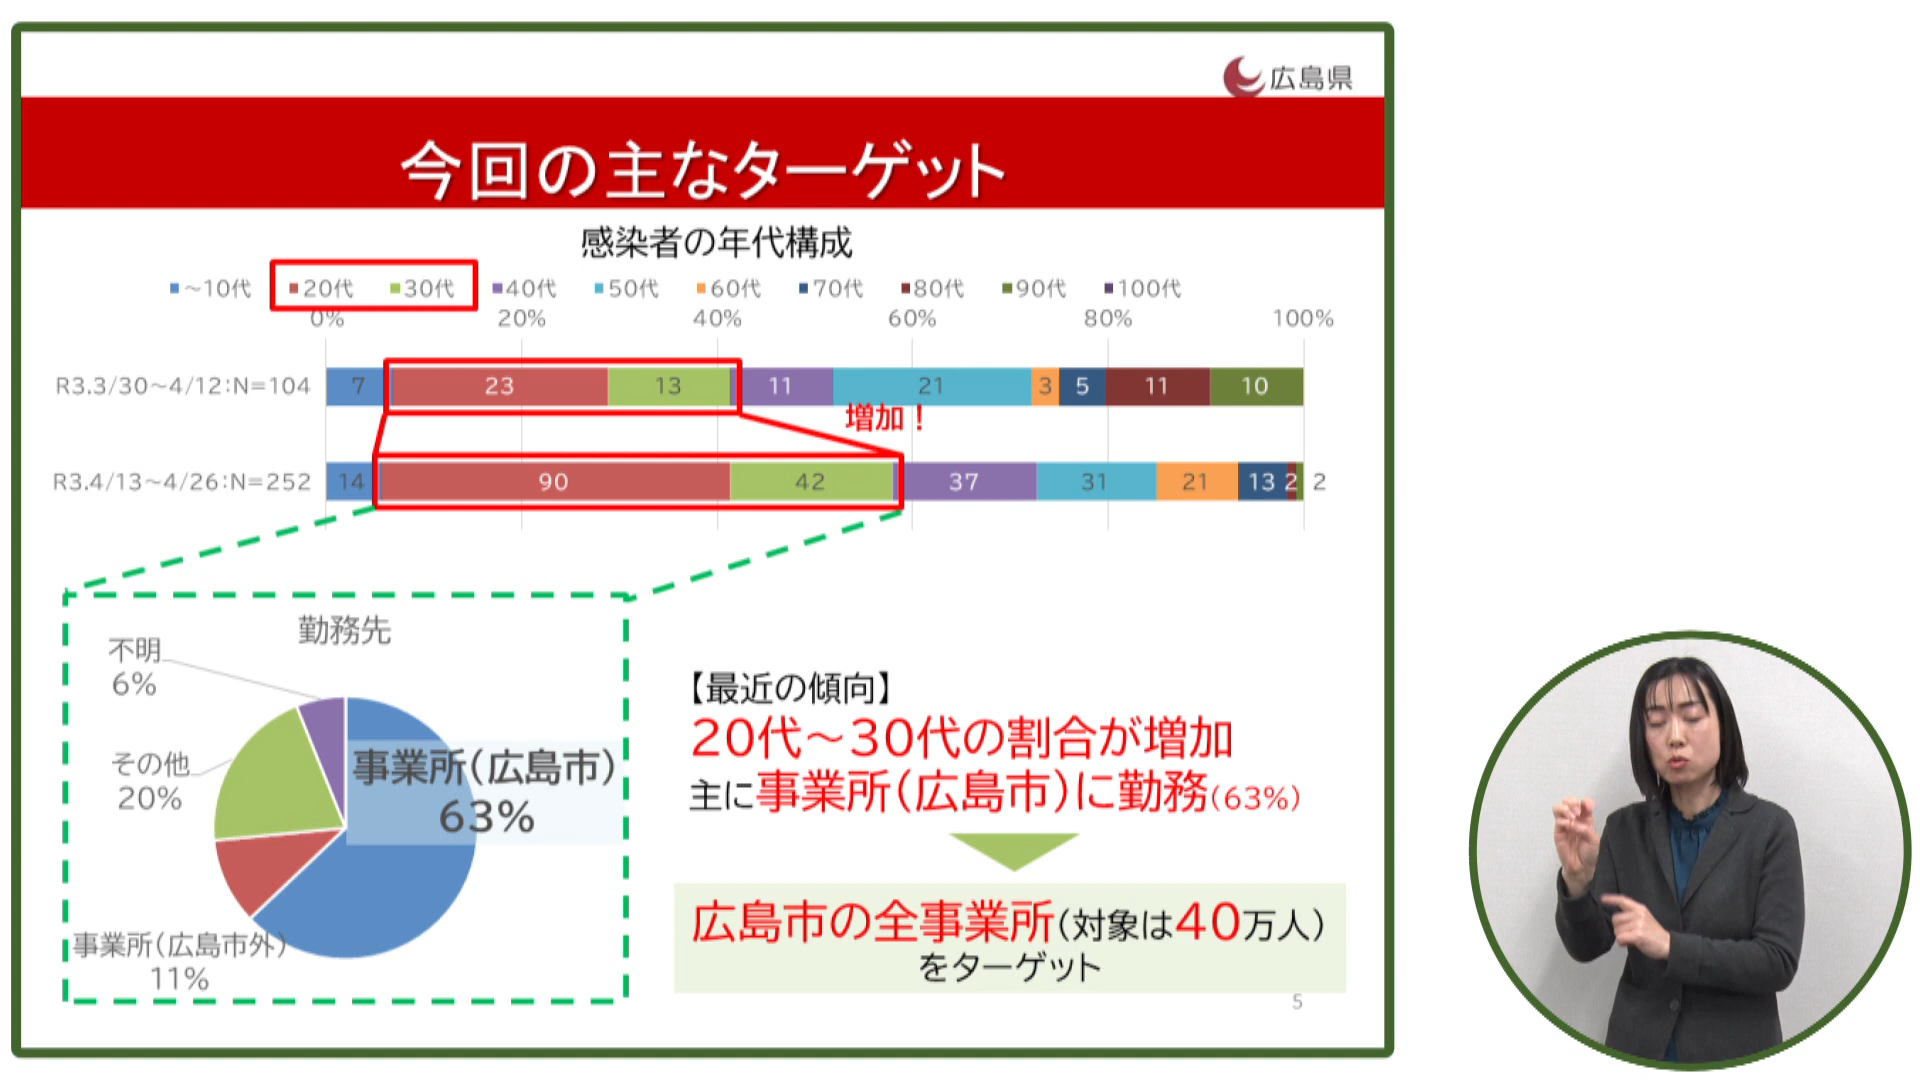 広島県
今回の主なターゲット
感染者の年代構成
~10代 20代 30代 40代 50代 60代 70代 80代 90代 100代
0% 20% 40% 60% 80% 100%
R3.3/30~4/12:N=104 7 23 13 11 21 3 5 11 10
増加!
R3.4/13~4/26:N=252 14 90 42 37 31 21 13 2 2
勤務先
不明
6%
その他
20%
事業所(広島市)
63%
事業所(広島市外)
11%
【最近の傾向】
20代~30代の割合が増加
主に事業所(広島市)に勤務(63%)
広島市の全事業所(対象は40万人)
をターゲット
5